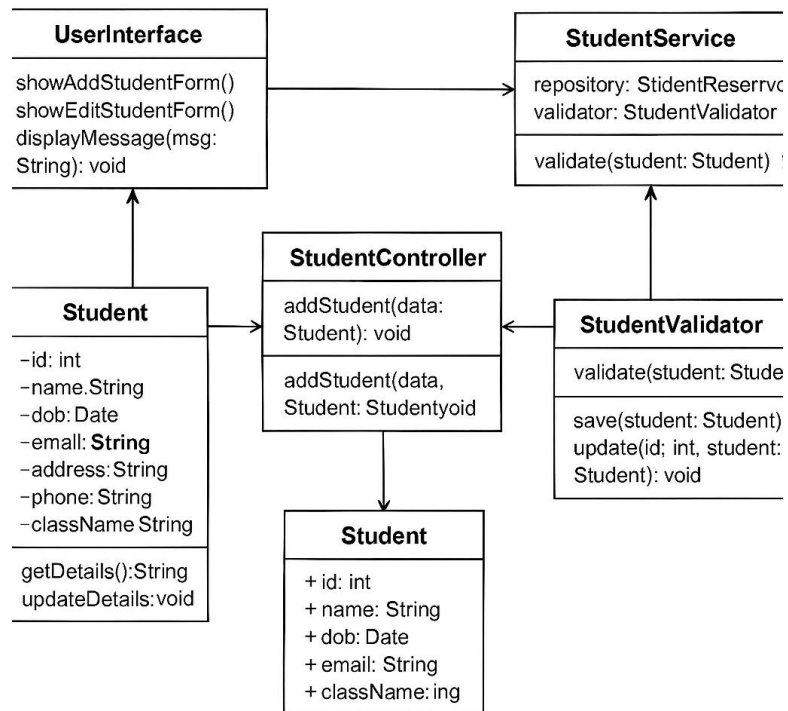 UserInterface
showAddStudentForm()
showEditStudentForm()
displayMessage(msg:
String): void
StudentService
repository: StidentReserrvc
validator: StudentValidator
validate(student: Student)
StudentController
addStudent(data:
Student): void
addStudent(data,
Student: Studentyoid
Student
-id: int
-name.String
-dob: Date
-emall: String
-address: String
-phone: String
-className String
getDetails():String
updateDetails:void
StudentValidator
validate(student: Stude
save(student: Student)
update(id; int, student:
Student): void
Student
+ id: int
+ name: String
+ dob: Date
+ email: String
+ className: ing